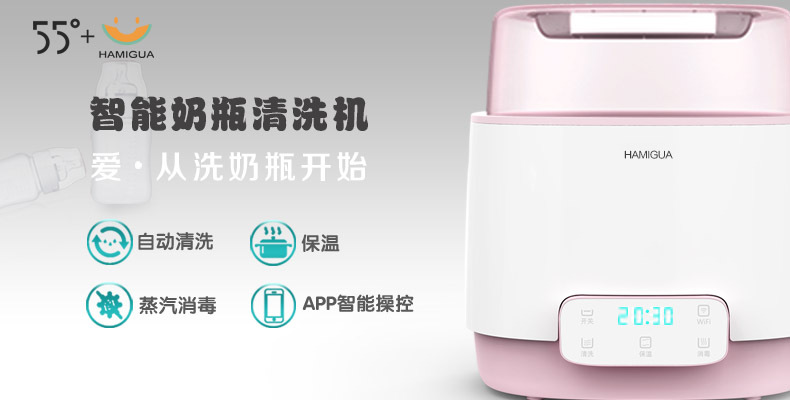 55°+
HAMIGUA
智能奶瓶清洗机
爱·从洗奶瓶开始
自动清洗
保温
蒸汽消毒
APP智能操控
HAMIGUA
开关
20:30
WiFi
清洗
保温
消毒